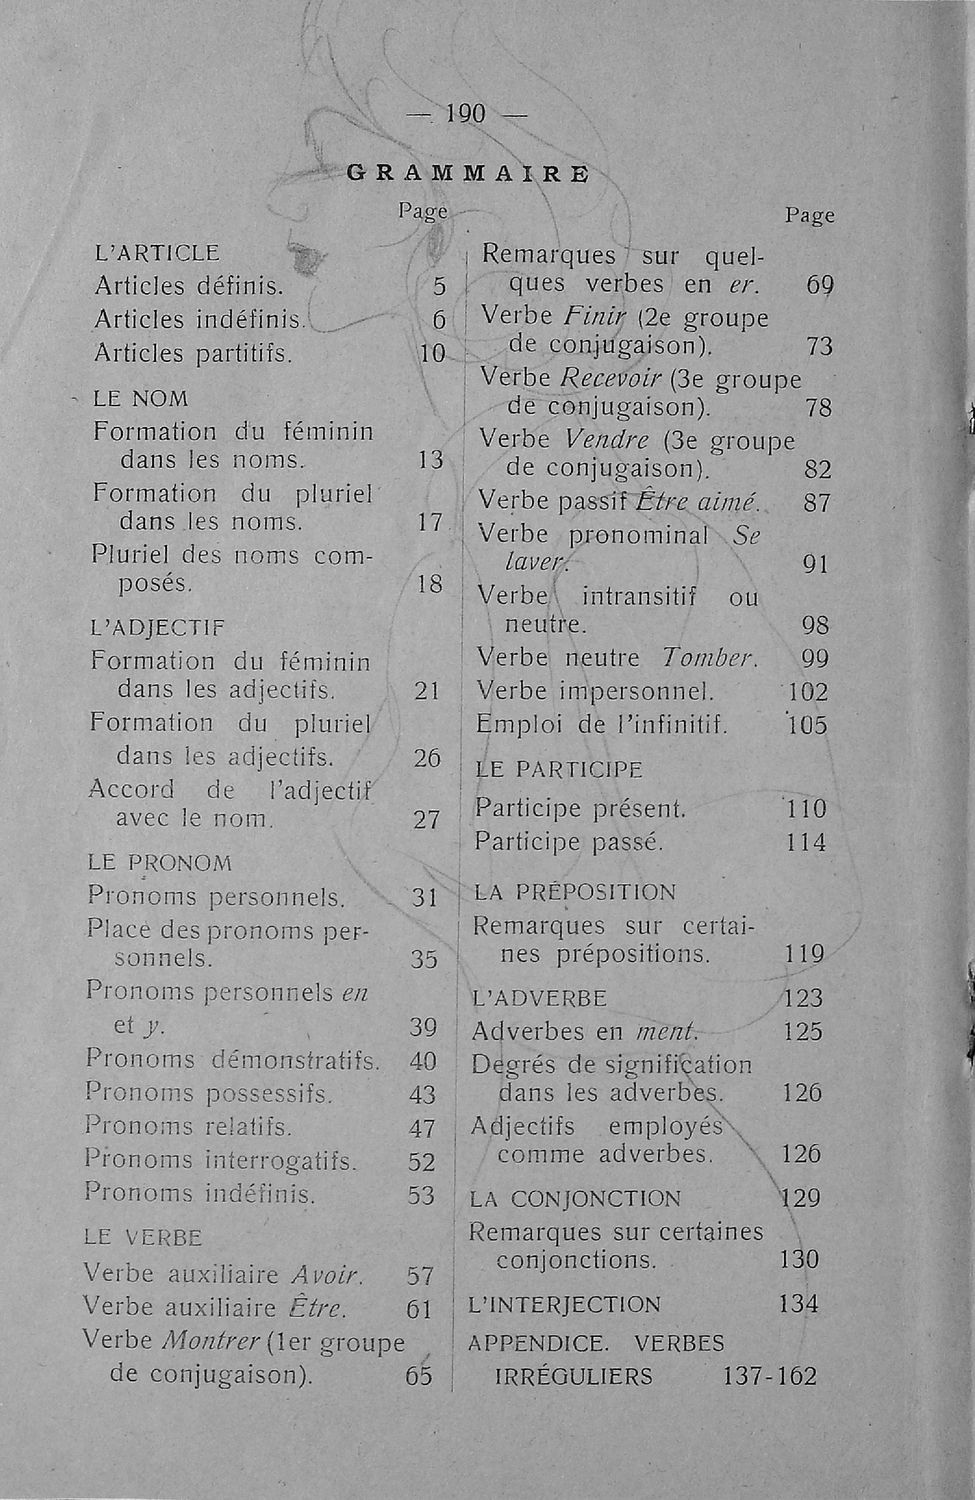 — 190 —
GRAMMAIRE
Page
L'ARTICLE
Articles définis. 5
Articles indéfinis. 6
Articles partitifs. 10
LE NOM
Formation du féminin
dans les noms. 13
Formation du pluriel
dans les noms. 17
Pluriel des noms com-
posés. 18
L'ADJECTIF
Formation du féminin
dans les adjectifs. 21
Formation du pluriel
dans les adjectifs. 26
Accord de l'adjectif
avec le nom. 27
LE PRONOM
Pronoms personnels. 31
Place des pronoms per-
sonnels. 35
Pronoms personnels en
et y. 39
Pronoms démonstratifs. 40
Pronoms possessifs. 43
Pronoms relatifs. 47
Pronoms interrogatifs. 52
Pronoms indéfinis. 53
LE VERBE
Verbe auxiliaire Avoir. 57
Verbe auxiliaire Être. 61
Verbe Montrer (1er groupe
de conjugaison). 65
Page
Remarques sur quel-
ques verbes en er. 69
Verbe Finir (2e groupe
de conjugaison). 73
Verbe Recevoir (3e groupe
de conjugaison). 78
Verbe Vendre (3e groupe
de conjugaison). 82
Verbe passif Être aimé. 87
Verbe pronominal Se
laver. 91
Verbe intransitif ou
neutre. 98
Verbe neutre Tomber. 99
Verbe impersonnel. 102
Emploi de l'infinitif. 105
LE PARTICIPE
Participe présent. 110
Participe passé. 114
LA PRÉPOSITION
Remarques sur certai-
nes prépositions. 119
L'ADVERBE 123
Adverbes en ment. 125
Degrés de signification
dans les adverbes. 126
Adjectifs employés
comme adverbes. 126
LA CONJONCTION 129
Remarques sur certaines
conjonctions. 130
L'INTERJECTION 134
APPENDICE. VERBES
IRRÉGULIERS 137-162